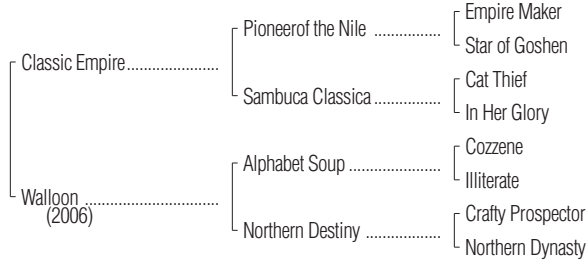 Empire Maker
Pioneerof the Nile ................
Star of Goshen
Classic Empire......................
Cat Thief
Sambuca Classica ................
In Her Glory
Cozzene
Alphabet Soup ......................
Illiterate
Walloon ................................
(2006)
Crafty Prospector
Northern Destiny ..................
Northern Dynasty